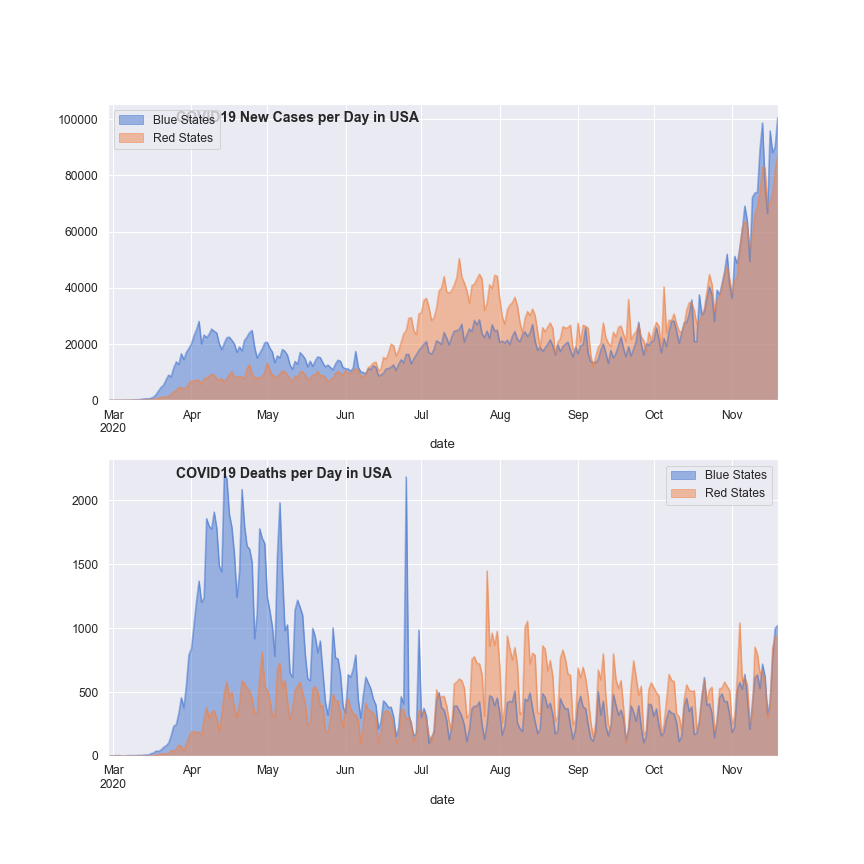 COVID19 New Cases per Day in USA
Blue States
Red States
100000
80000
60000
40000
20000
0
Mar Apr May Jun Jul Aug Sep Oct Nov
2020
date
COVID19 Deaths per Day in USA
Blue States
Red States
2000
1500
1000
500
0
Mar Apr May Jun Jul Aug Sep Oct Nov
2020
date